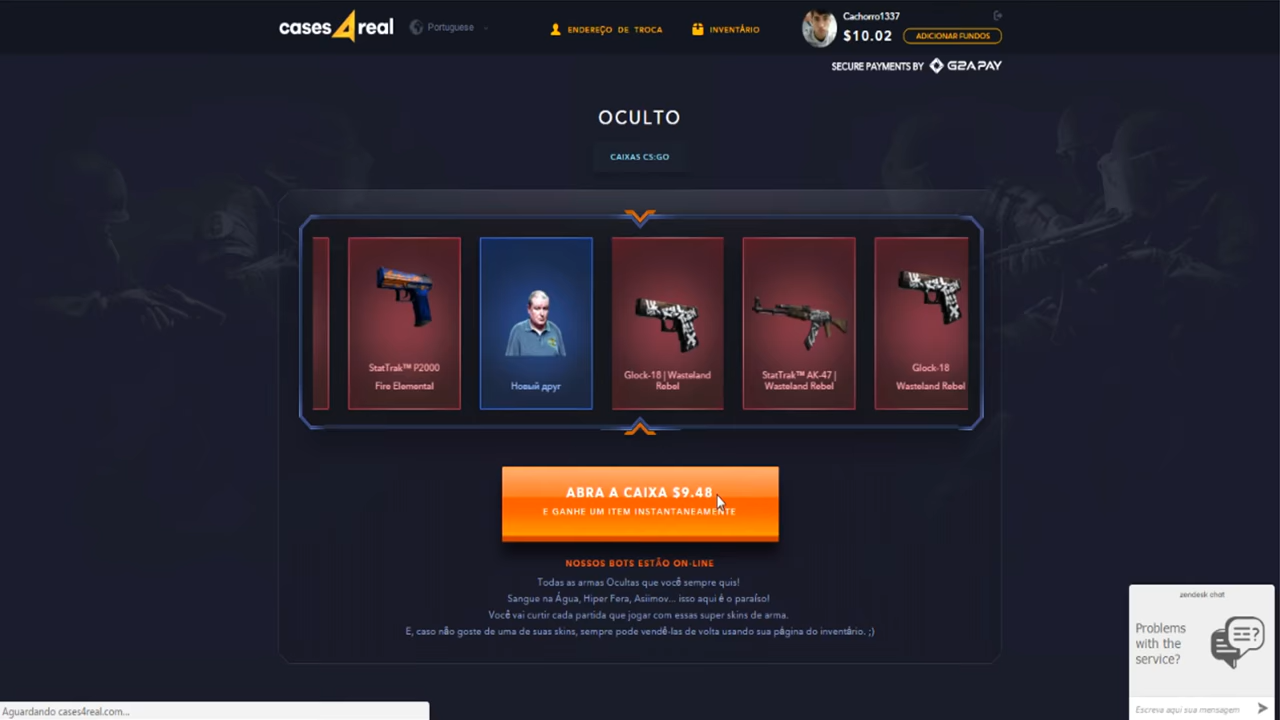 cases4real
Portuguese
ENDEREÇO DE TROCA
INVENTÁRIO
Cachorro1337
$10.02
ADICIONAR FUNDOS
SECURE PAYMENTS BY G2A PAY
OCULTO
CAIXAS CS:GO
StatTrak™ P2000
Fire Elemental
Новый друг
Glock-18 | Wasteland
Rebel
StatTrak™ AK-47 |
Wasteland Rebel
Glock-18
Wasteland Rebel
ABRA A CAIXA $9.48
E GANHE UM ITEM INSTANTANEAMENTE
NOSSOS BOTS ESTÃO ON-LINE
Todas as armas Ocultas que você sempre quis!
Sangue na Água, Hiper Fera, Asiimov... isso aqui é o paraíso!
Você vai curtir cada partida que jogar com essas super skins de arma.
E, caso não goste de uma de suas skins, sempre pode vendê-las de volta usando sua página do inventário. ;)
zendesk chat
Problems
with the
service?
Escreva aqui sua mensagem
Aguardando cases4real.com...